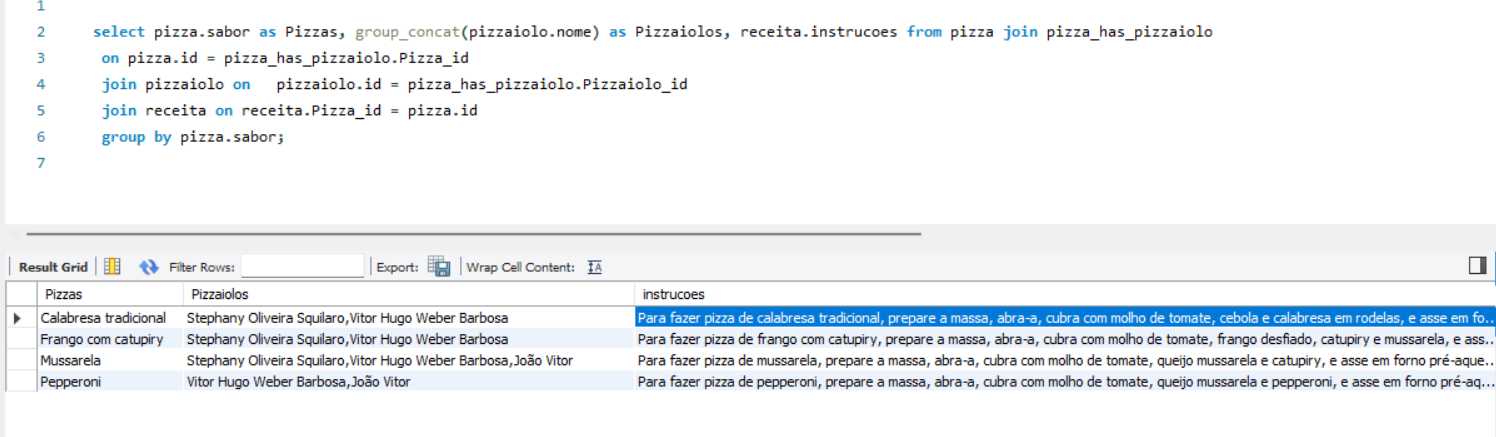 1
2 select pizza.sabor as Pizzas, group_concat(pizzaiolo.nome) as Pizzaiolos, receita.instrucoes from pizza join pizza_has_pizzaiolo
3 on pizza.id = pizza_has_pizzaiolo.Pizza_id
4 join pizzaiolo on   pizzaiolo.id = pizza_has_pizzaiolo.Pizzaiolo_id
5 join receita on receita.Pizza_id = pizza.id
6 group by pizza.sabor;
7
Result Grid Filter Rows: Export: Wrap Cell Content: IA
Pizzas Pizzaiolos instrucoes
Calabresa tradicional Stephany Oliveira Squilaro,Vitor Hugo Weber Barbosa Para fazer pizza de calabresa tradicional, prepare a massa, abra-a, cubra com molho de tomate, cebola e calabresa em rodelas, e asse em fo...
Frango com catupiry Stephany Oliveira Squilaro,Vitor Hugo Weber Barbosa Para fazer pizza de frango com catupiry, prepare a massa, abra-a, cubra com molho de tomate, frango desfiado, catupiry e mussarela, e ass...
Mussarela Stephany Oliveira Squilaro,Vitor Hugo Weber Barbosa,João Vitor Para fazer pizza de mussarela, prepare a massa, abra-a, cubra com molho de tomate, queijo mussarela e catupiry, e asse em forno pré-aque...
Pepperoni Vitor Hugo Weber Barbosa,João Vitor Para fazer pizza de pepperoni, prepare a massa, abra-a, cubra com molho de tomate, queijo mussarela e pepperoni, e asse em forno pré-aq...